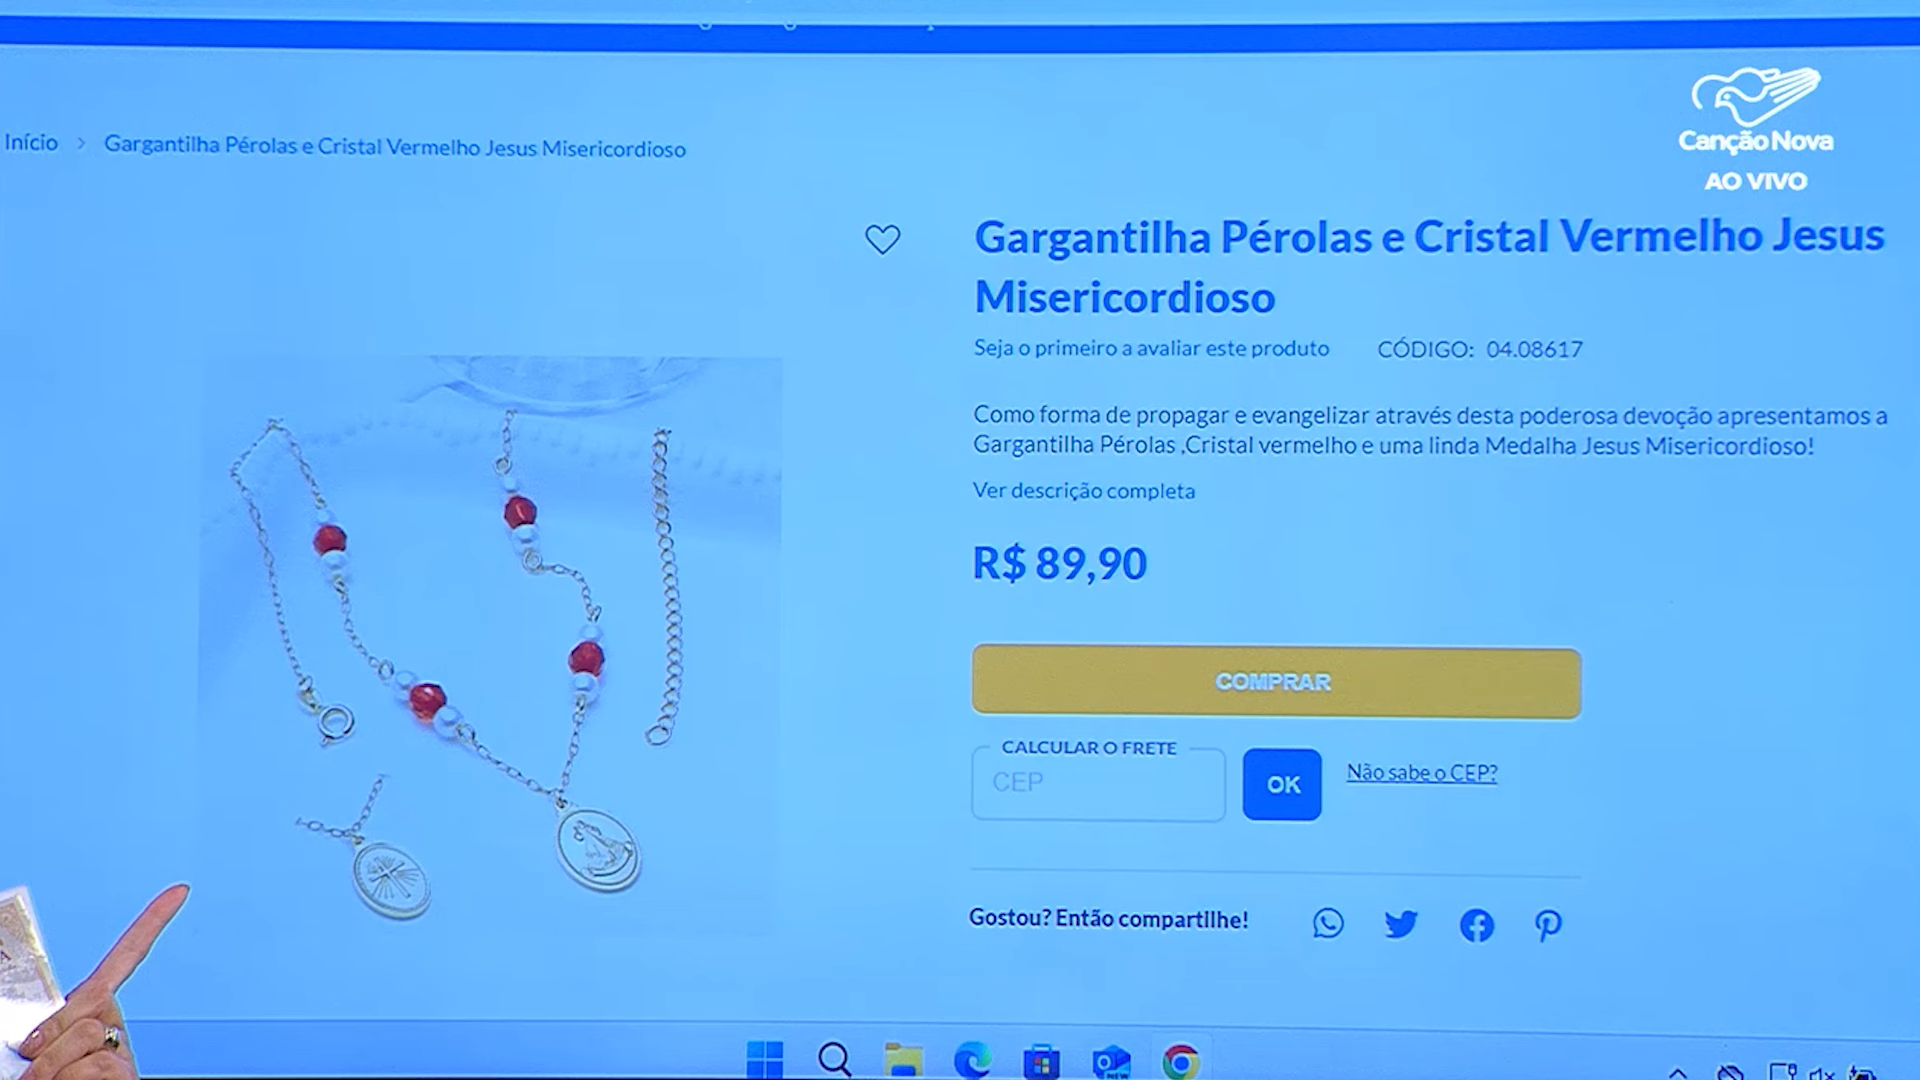 Início > Gargantilha Pérolas e Cristal Vermelho Jesus Misericordioso
Canção Nova
AO VIVO
Gargantilha Pérolas e Cristal Vermelho Jesus
Misericordioso
Seja o primeiro a avaliar este produto CÓDIGO: 04.08617
Como forma de propagar e evangelizar através desta poderosa devoção apresentamos a
Gargantilha Pérolas ,Cristal vermelho e uma linda Medalha Jesus Misericordioso!
Ver descrição completa
R$ 89,90
COMPRAR
CALCULAR O FRETE
CEP
OK
Não sabe o CEP?
Gostou? Então compartilhe!
NEW